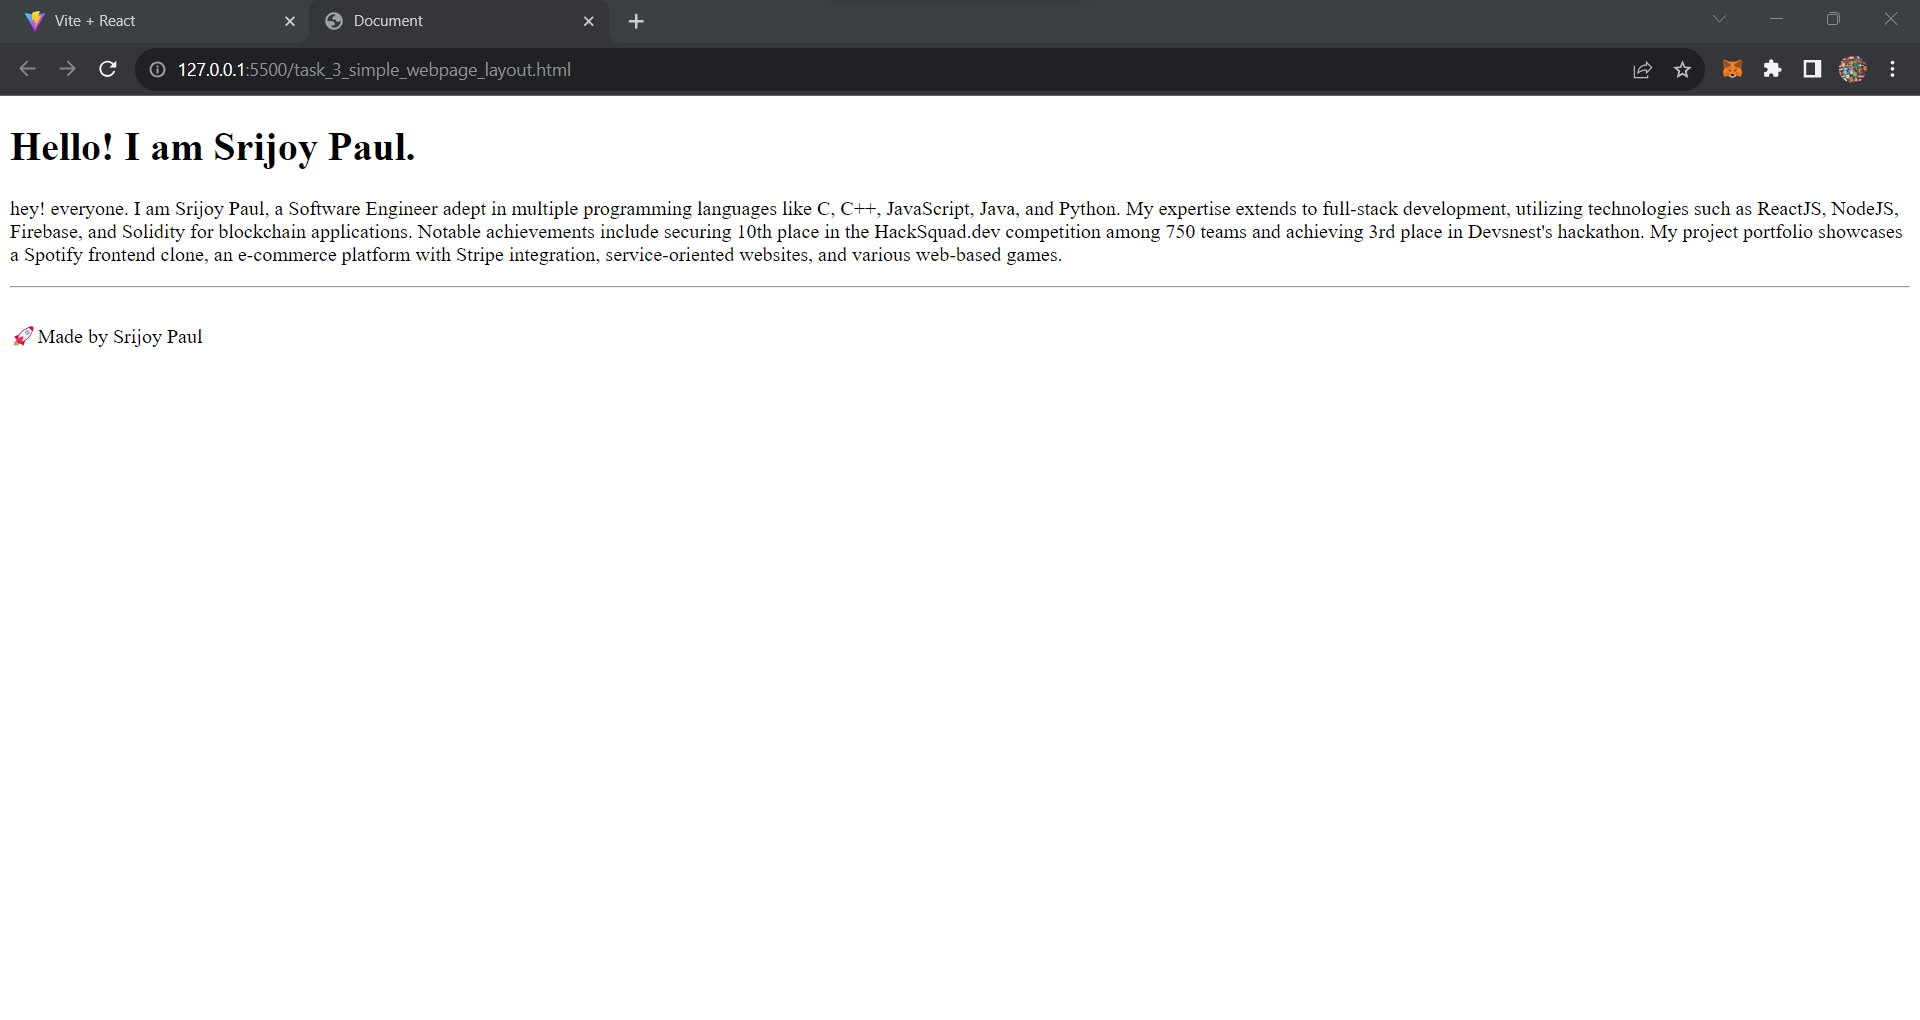 Vite + React
Document
127.0.0.1:5500/task_3_simple_webpage_layout.html
Hello! I am Srijoy Paul.
hey! everyone. I am Srijoy Paul, a Software Engineer adept in multiple programming languages like C, C++, JavaScript, Java, and Python. My expertise extends to full-stack development, utilizing technologies such as ReactJS, NodeJS,
Firebase, and Solidity for blockchain applications. Notable achievements include securing 10th place in the HackSquad.dev competition among 750 teams and achieving 3rd place in Devsnest's hackathon. My project portfolio showcases
a Spotify frontend clone, an e-commerce platform with Stripe integration, service-oriented websites, and various web-based games.
🚀 Made by Srijoy Paul